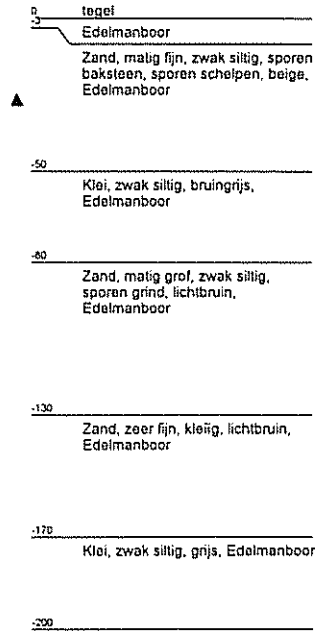 0 tegel
-3
Edelmanboor
Zand, matig fijn, zwak siltig, sporen
baksteen, sporen schelpen, beige,
Edelmanboor
-50
Klei, zwak siltig, bruingrijs,
Edelmanboor
-80
Zand, matig grof, zwak siltig,
sporen grind, lichtbruin,
Edelmanboor
-130
Zand, zeer fijn, kleiïg, lichtbruin,
Edelmanboor
-170
Klei, zwak siltig, grijs, Edelmanboor
-200